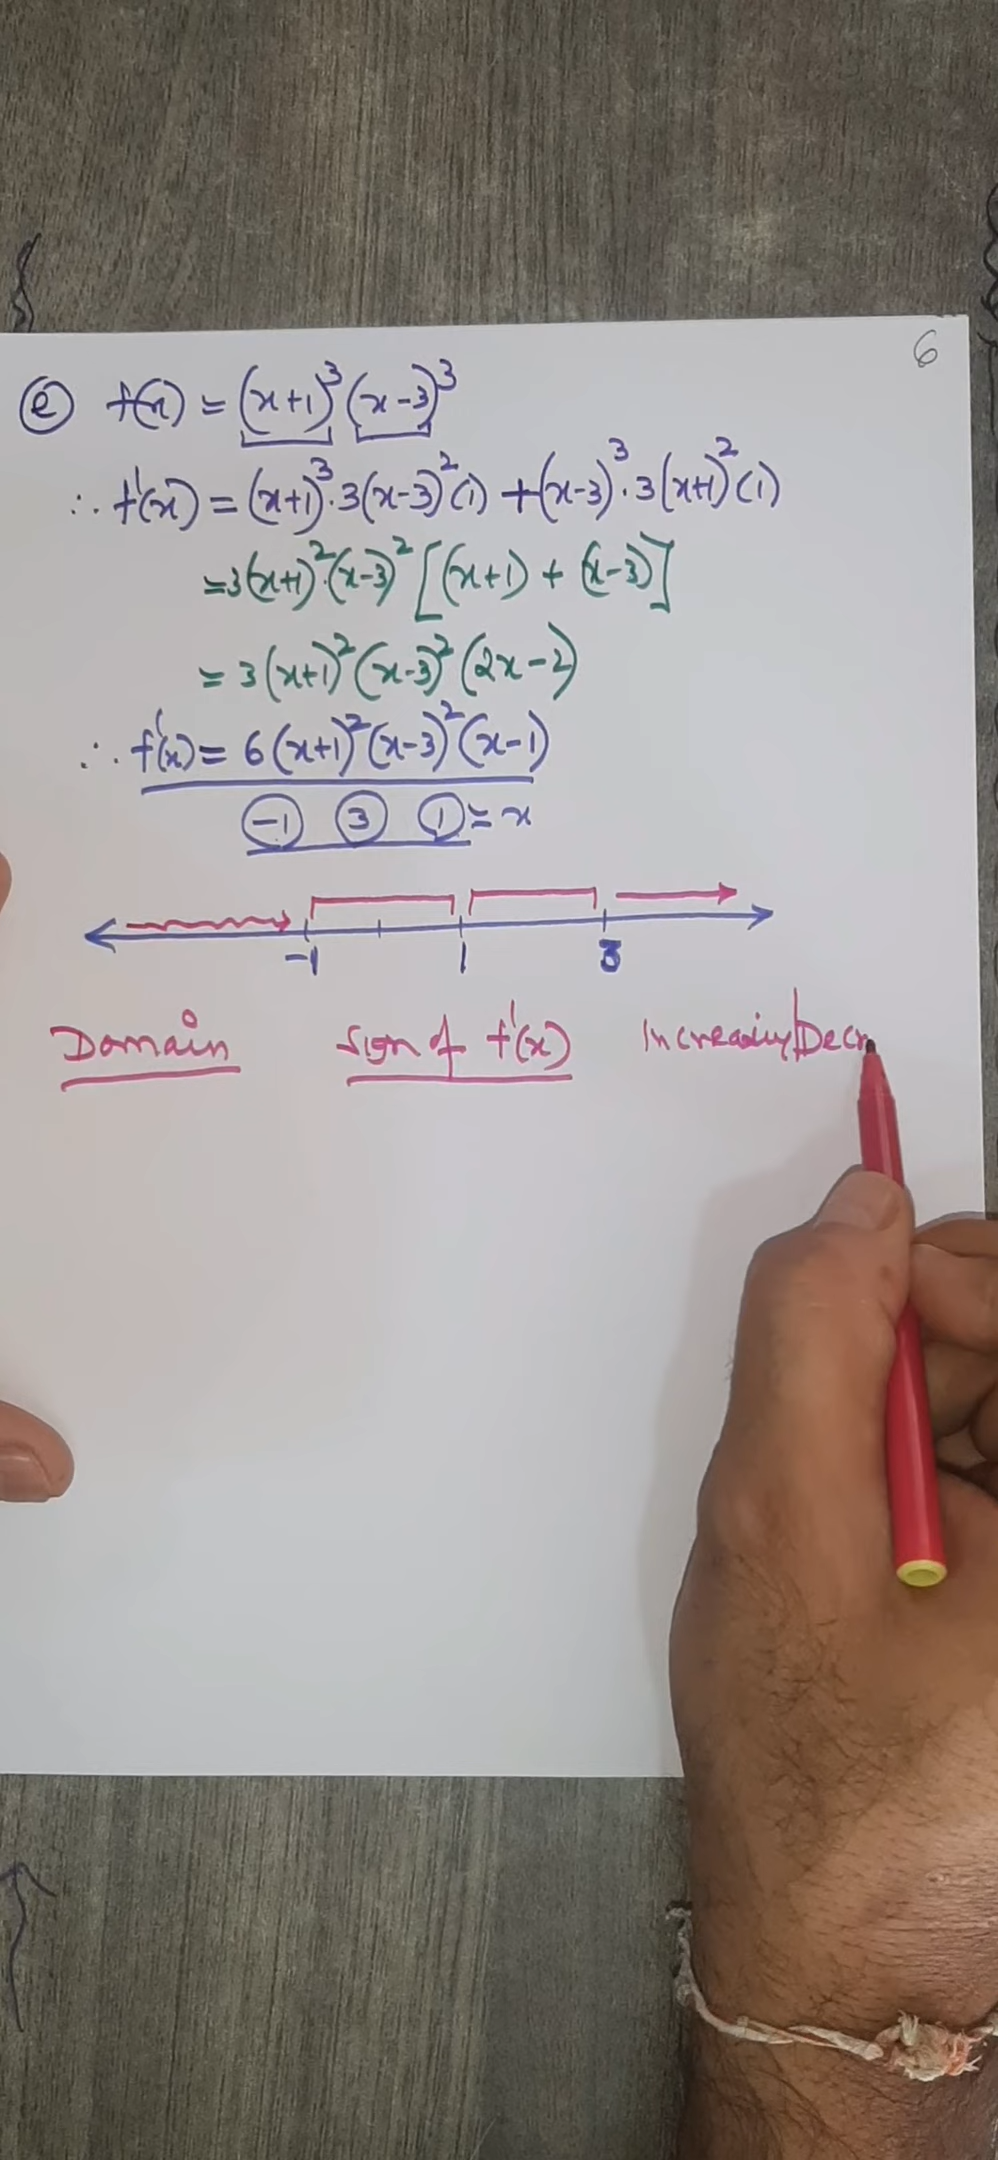 6
ⓔ f(x) = (x+1)³ (x-3)³
∴ f'(x) = (x+1)³·3(x-3)²(1) + (x-3)³·3(x+1)²(1)
= 3(x+1)²·(x-3)² [(x+1) + (x-3)]
= 3(x+1)² (x-3)² (2x-2)
∴ f'(x) = 6(x+1)² (x-3)² (x-1)
-1 3 1 = x
-1 1 3
Domain Sign of f'(x) Increasing/Decr